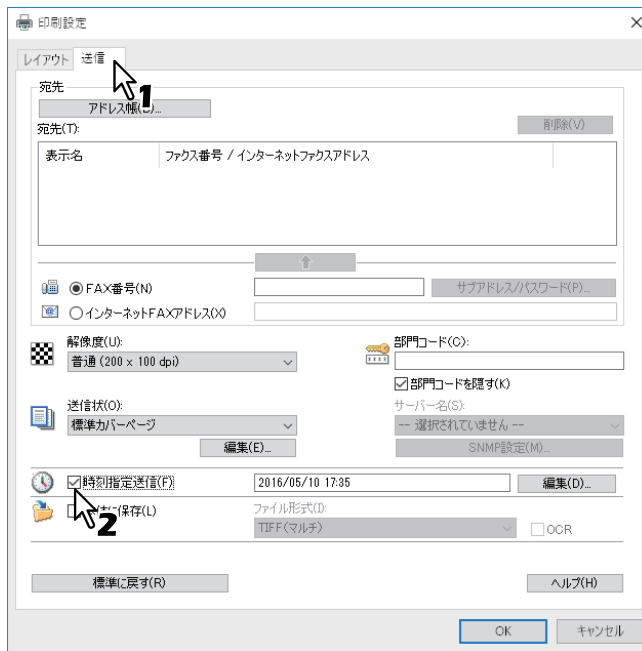 印刷設定
レイアウト 送信
1
宛先
アドレス帳(D)...
宛先(T):
削除(V)
表示名 ファクス番号 / インターネットファクスアドレス
FAX番号(N)
サブアドレス/パスワード(P)...
インターネットFAXアドレス(X)
解像度(U):
普通 (200 x 100 dpi)
部門コード(C):
部門コードを隠す(K)
送信状(O):
標準カバーページ
編集(E)...
サーバー名(S):
-- 選択されていません --
SNMP設定(M)...
時刻指定送信(F)
2016/05/10 17:35
編集(D)...
2
に保存(L)
ファイル形式(I):
TIFF(マルチ)
OCR
標準に戻す(R)
ヘルプ(H)
OK
キャンセル